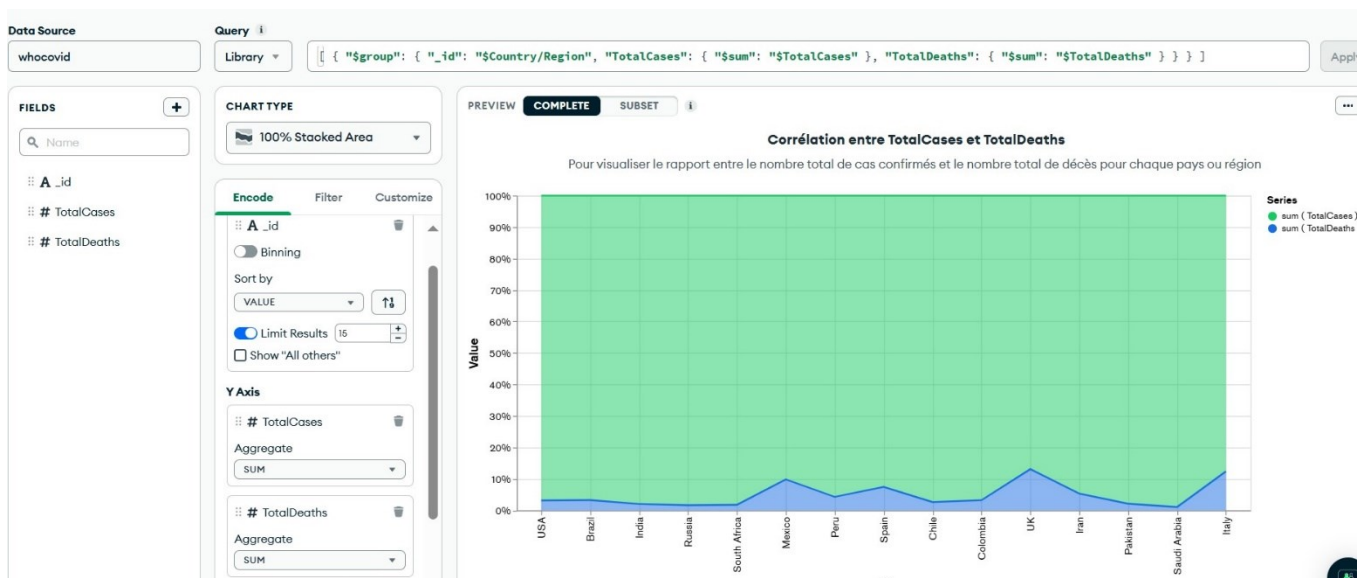 Data Source
whocovid
Query i
Library
[ { "$group": { "_id": "$Country/Region", "TotalCases": { "$sum": "$TotalCases" }, "TotalDeaths": { "$sum": "$TotalDeaths" } } } ]
Apply
FIELDS
+
Name
A _id
# TotalCases
# TotalDeaths
CHART TYPE
100% Stacked Area
Encode Filter Customize
A _id
Binning
Sort by
VALUE
Limit Results 15
Show "All others"
Y Axis
# TotalCases
Aggregate
SUM
# TotalDeaths
Aggregate
SUM
PREVIEW COMPLETE SUBSET i
Corrélation entre TotalCases et TotalDeaths
Pour visualiser le rapport entre le nombre total de cas confirmés et le nombre total de décès pour chaque pays ou région
100%
90%
80%
70%
60%
50%
40%
30%
20%
10%
0%
Value
USA
Brazil
India
Russia
South Africa
Mexico
Peru
Spain
Chile
Colombia
UK
Iran
Pakistan
Saudi Arabia
Italy
Series
sum ( TotalCases )
sum ( TotalDeaths